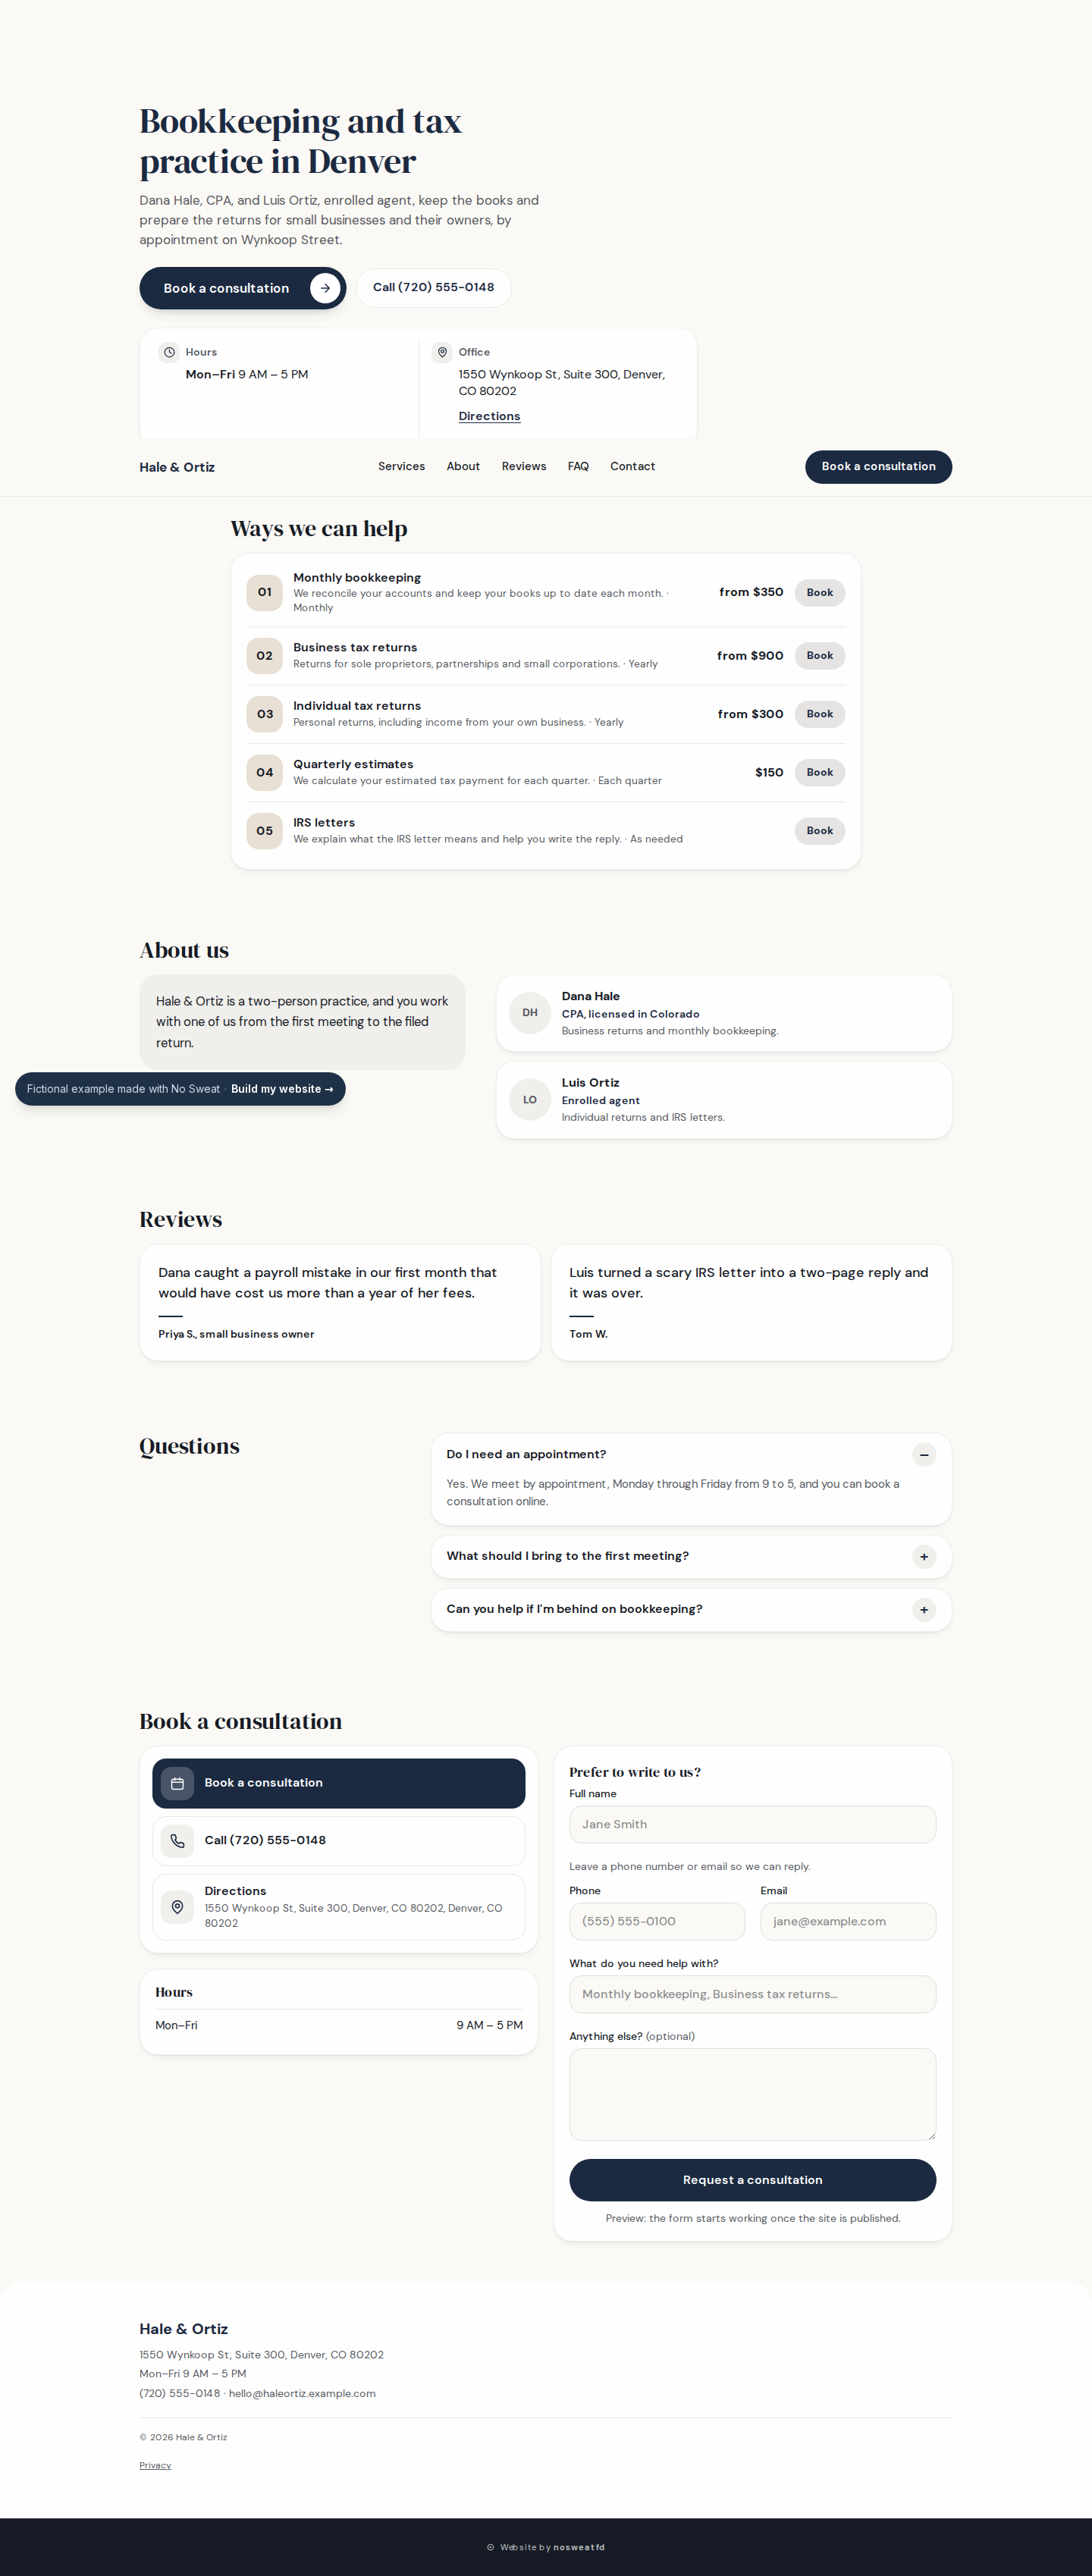 Bookkeeping and tax
practice in Denver
Dana Hale, CPA, and Luis Ortiz, enrolled agent, keep the books and
prepare the returns for small businesses and their owners, by
appointment on Wynkoop Street.
Book a consultation
Call (720) 555-0148
Hours
Mon–Fri 9 AM – 5 PM
Office
1550 Wynkoop St, Suite 300, Denver,
CO 80202
Directions
Hale & Ortiz
Services
About
Reviews
FAQ
Contact
Book a consultation
Ways we can help
01
Monthly bookkeeping
We reconcile your accounts and keep your books up to date each month. ·
Monthly
from $350
Book
02
Business tax returns
Returns for sole proprietors, partnerships and small corporations. · Yearly
from $900
Book
03
Individual tax returns
Personal returns, including income from your own business. · Yearly
from $300
Book
04
Quarterly estimates
We calculate your estimated tax payment for each quarter. · Each quarter
$150
Book
05
IRS letters
We explain what the IRS letter means and help you write the reply. · As needed
Book
About us
Hale & Ortiz is a two-person practice, and you work
with one of us from the first meeting to the filed
return.
DH
Dana Hale
CPA, licensed in Colorado
Business returns and monthly bookkeeping.
Fictional example made with No Sweat · Build my website →
LO
Luis Ortiz
Enrolled agent
Individual returns and IRS letters.
Reviews
Dana caught a payroll mistake in our first month that
would have cost us more than a year of her fees.
Priya S., small business owner
Luis turned a scary IRS letter into a two-page reply and
it was over.
Tom W.
Questions
Do I need an appointment?
Yes. We meet by appointment, Monday through Friday from 9 to 5, and you can book a
consultation online.
What should I bring to the first meeting?
Can you help if I'm behind on bookkeeping?
Book a consultation
Book a consultation
Call (720) 555-0148
Directions
1550 Wynkoop St, Suite 300, Denver, CO 80202, Denver, CO
80202
Hours
Mon–Fri
9 AM – 5 PM
Prefer to write to us?
Full name
Jane Smith
Leave a phone number or email so we can reply.
Phone
Email
(555) 555-0100
jane@example.com
What do you need help with?
Monthly bookkeeping, Business tax returns…
Anything else? (optional)
Request a consultation
Preview: the form starts working once the site is published.
Hale & Ortiz
1550 Wynkoop St, Suite 300, Denver, CO 80202
Mon–Fri 9 AM – 5 PM
(720) 555-0148 · hello@haleortiz.example.com
© 2026 Hale & Ortiz
Privacy
Website by nosweatfd